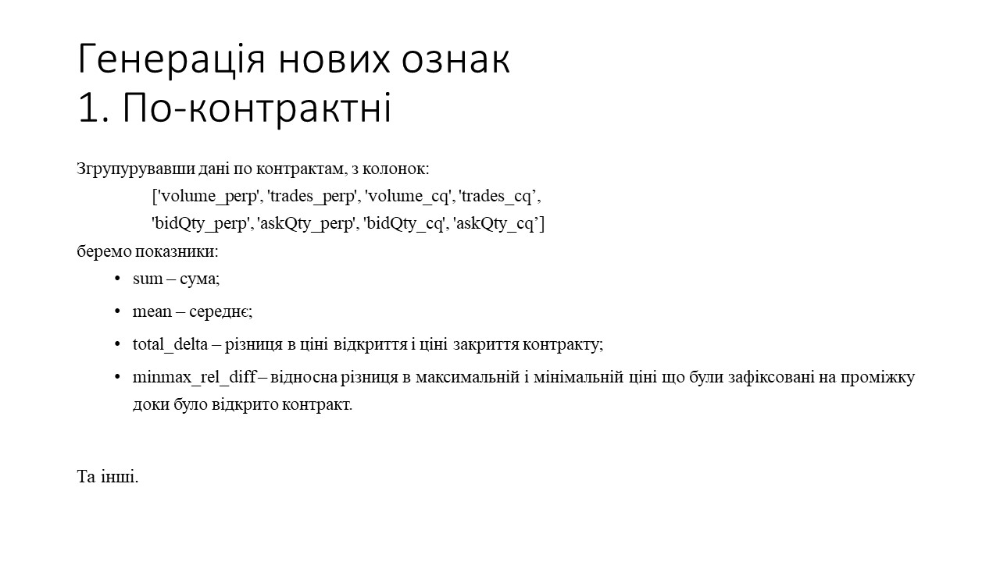 Генерація нових ознак
1. По-контрактні
Згрупурувавши дані по контрактам, з колонок:
['volume_perp', 'trades_perp', 'volume_cq', 'trades_cq’,
'bidQty_perp', 'askQty_perp', 'bidQty_cq', 'askQty_cq’]
беремо показники:
• sum – сума;
• mean – середнє;
• total_delta – різниця в ціні відкриття і ціні закриття контракту;
• minmax_rel_diff – відносна різниця в максимальній і мінімальній ціні що були зафіксовані на проміжку
доки було відкрито контракт.
Та інші.